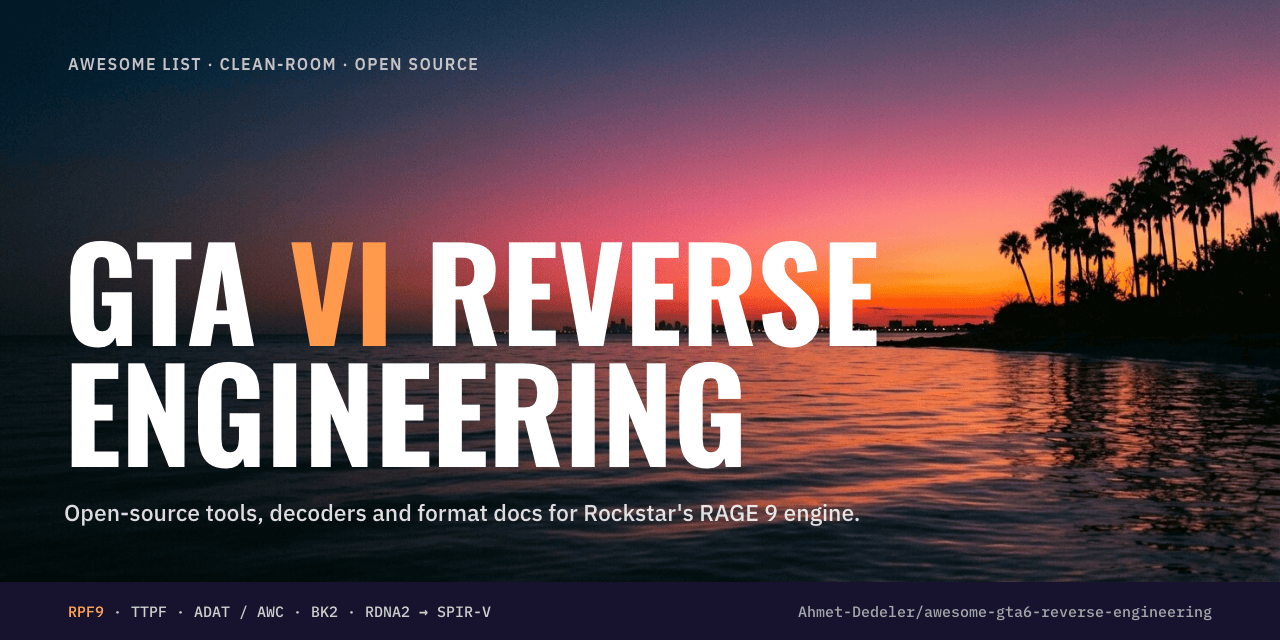 AWESOME LIST · CLEAN-ROOM · OPEN SOURCE
GTA VI REVERSE
ENGINEERING
Open-source tools, decoders and format docs for Rockstar's RAGE 9 engine.
RPF9 · TTPF · ADAT / AWC · BK2 · RDNA2 → SPIR-V
Ahmet-Dedeler/awesome-gta6-reverse-engineering